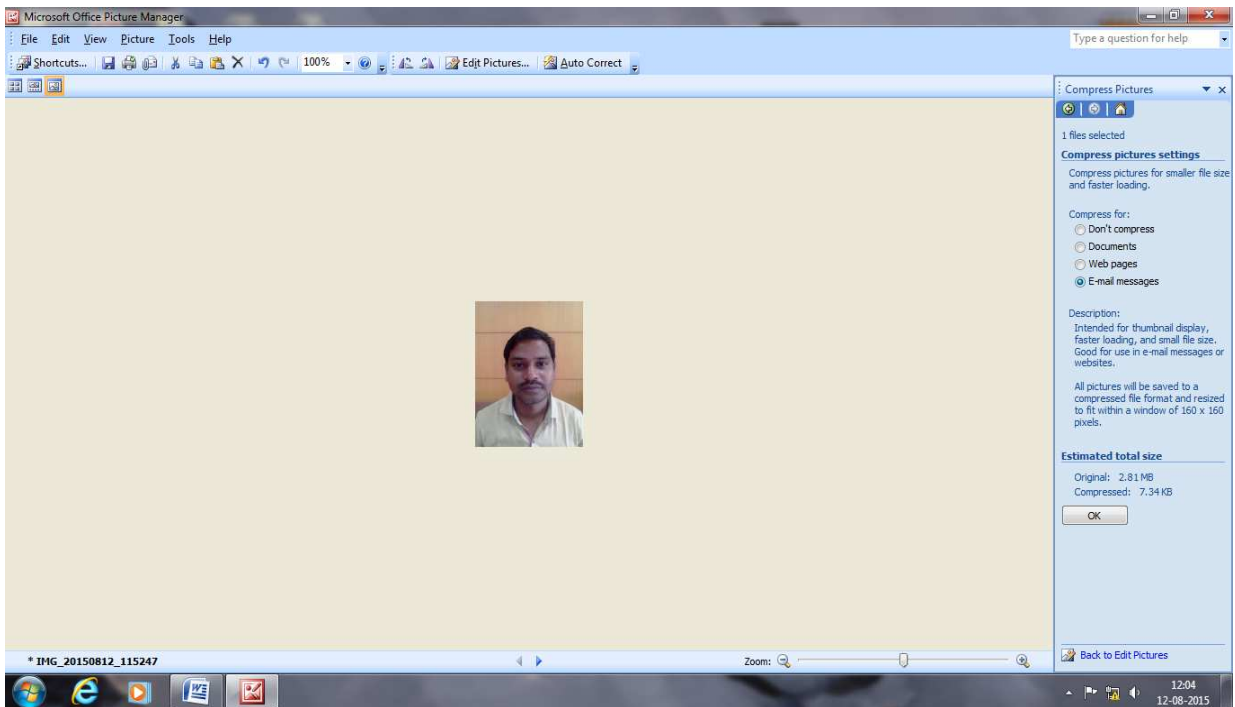 Microsoft Office Picture Manager
File Edit View Picture Tools Help
Type a question for help
Shortcuts... 100% Edit Pictures... Auto Correct
Compress Pictures
1 files selected
Compress pictures settings
Compress pictures for smaller file size
and faster loading.
Compress for:
Don't compress
Documents
Web pages
E-mail messages
Description:
Intended for thumbnail display,
faster loading, and small file size.
Good for use in e-mail messages or
websites.
All pictures will be saved to a
compressed file format and resized
to fit within a window of 160 x 160
pixels.
Estimated total size
Original: 2.81 MB
Compressed: 7.34 KB
OK
Back to Edit Pictures
* IMG_20150812_115247
Zoom:
12:04
12-08-2015